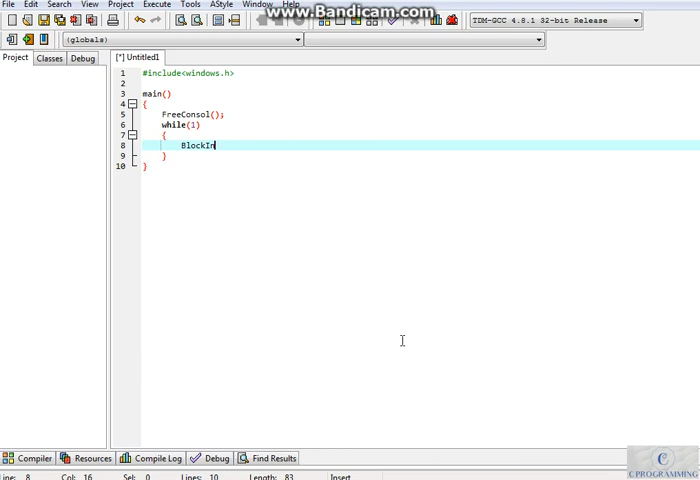 File Edit Search View Project Execute Tools AStyle Window Help
www.Bandicam.com
TDM-GCC 4.8.1 32-bit Release
(globals)
Project Classes Debug
[*] Untitled1
1 #include<windows.h>
2
3 main()
4 {
5 FreeConsol();
6 while(1)
7 {
8 BlockIn
9 }
10 }
Compiler Resources Compile Log Debug Find Results
C PROGRAMMING
Line: 8 Col: 16 Sel: 0 Lines: 10 Length: 83 Insert